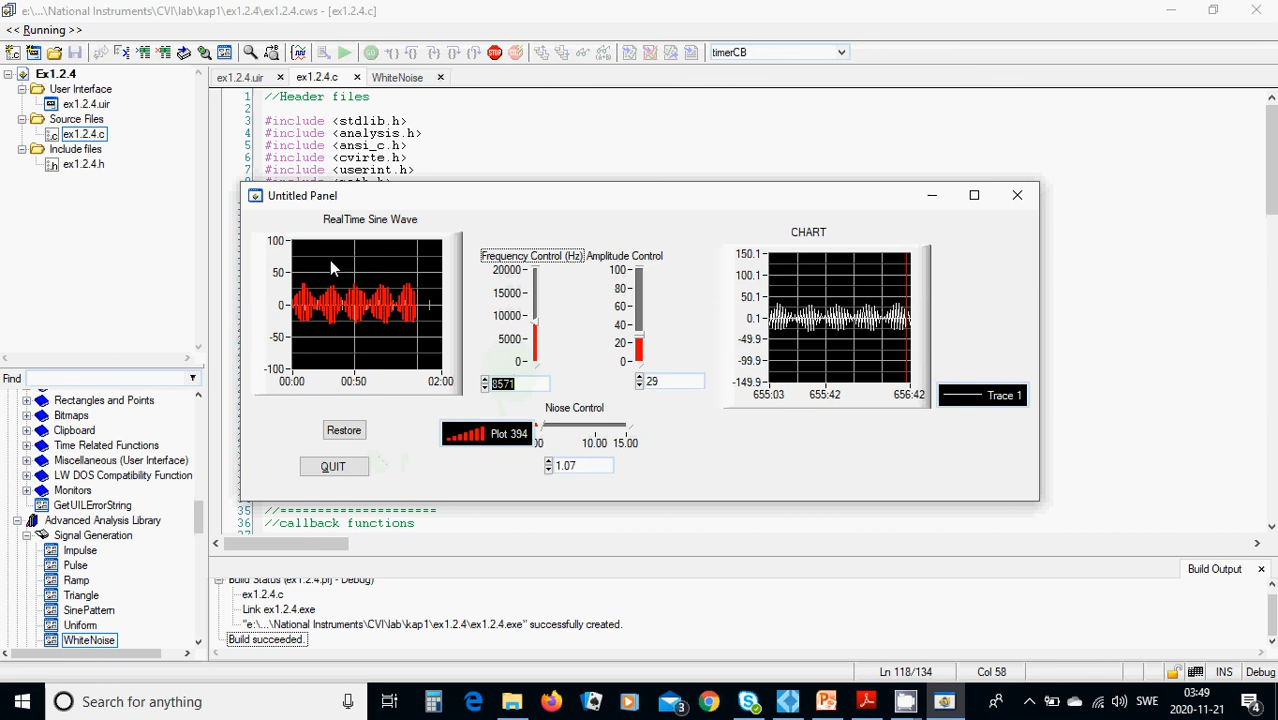 e:\...\National Instruments\CVI\lab\kap1\ex1.2.4\ex1.2.4.cws - [ex1.2.4.c]
<< Running >>
timerCB
Ex1.2.4
User Interface
ex1.2.4.uir
Source Files
ex1.2.4.c
Include files
ex1.2.4.h
ex1.2.4.uir
ex1.2.4.c
WhiteNoise
1 //Header files
2
3 #include <stdlib.h>
4 #include <analysis.h>
5 #include <ansi_c.h>
6 #include <cvirte.h>
7 #include <userint.h>
Untitled Panel
RealTime Sine Wave
100
50
0
-50
-100
00:00 00:50 02:00
Frequency Control (Hz)
20000
15000
10000
5000
0
8571
Amplitude Control
100
80
60
40
20
0
29
CHART
150.1
100.1
50.1
0.1
-49.9
-99.9
-149.9
655:03 655:42 656:42
Trace 1
Restore
QUIT
Niose Control
Plot 394
10.00 15.00
1.07
35 //=====================
36 //callback functions
Find
Rectangles and Points
Bitmaps
Clipboard
Time Related Functions
Miscellaneous (User Interface)
LW DOS Compatibility Function
Monitors
GetUILErrorString
Advanced Analysis Library
Signal Generation
Impulse
Pulse
Ramp
Triangle
SinePattern
Uniform
WhiteNoise
Build Output
Build Status (ex1.2.4.prj - Debug)
ex1.2.4.c
Link ex1.2.4.exe
"e:\...\National Instruments\CVI\lab\kap1\ex1.2.4\ex1.2.4.exe" successfully created.
Build succeeded.
Ln 118/134 Col 58 INS Debug
Search for anything
3
SWE
03:49
2020-11-21
4